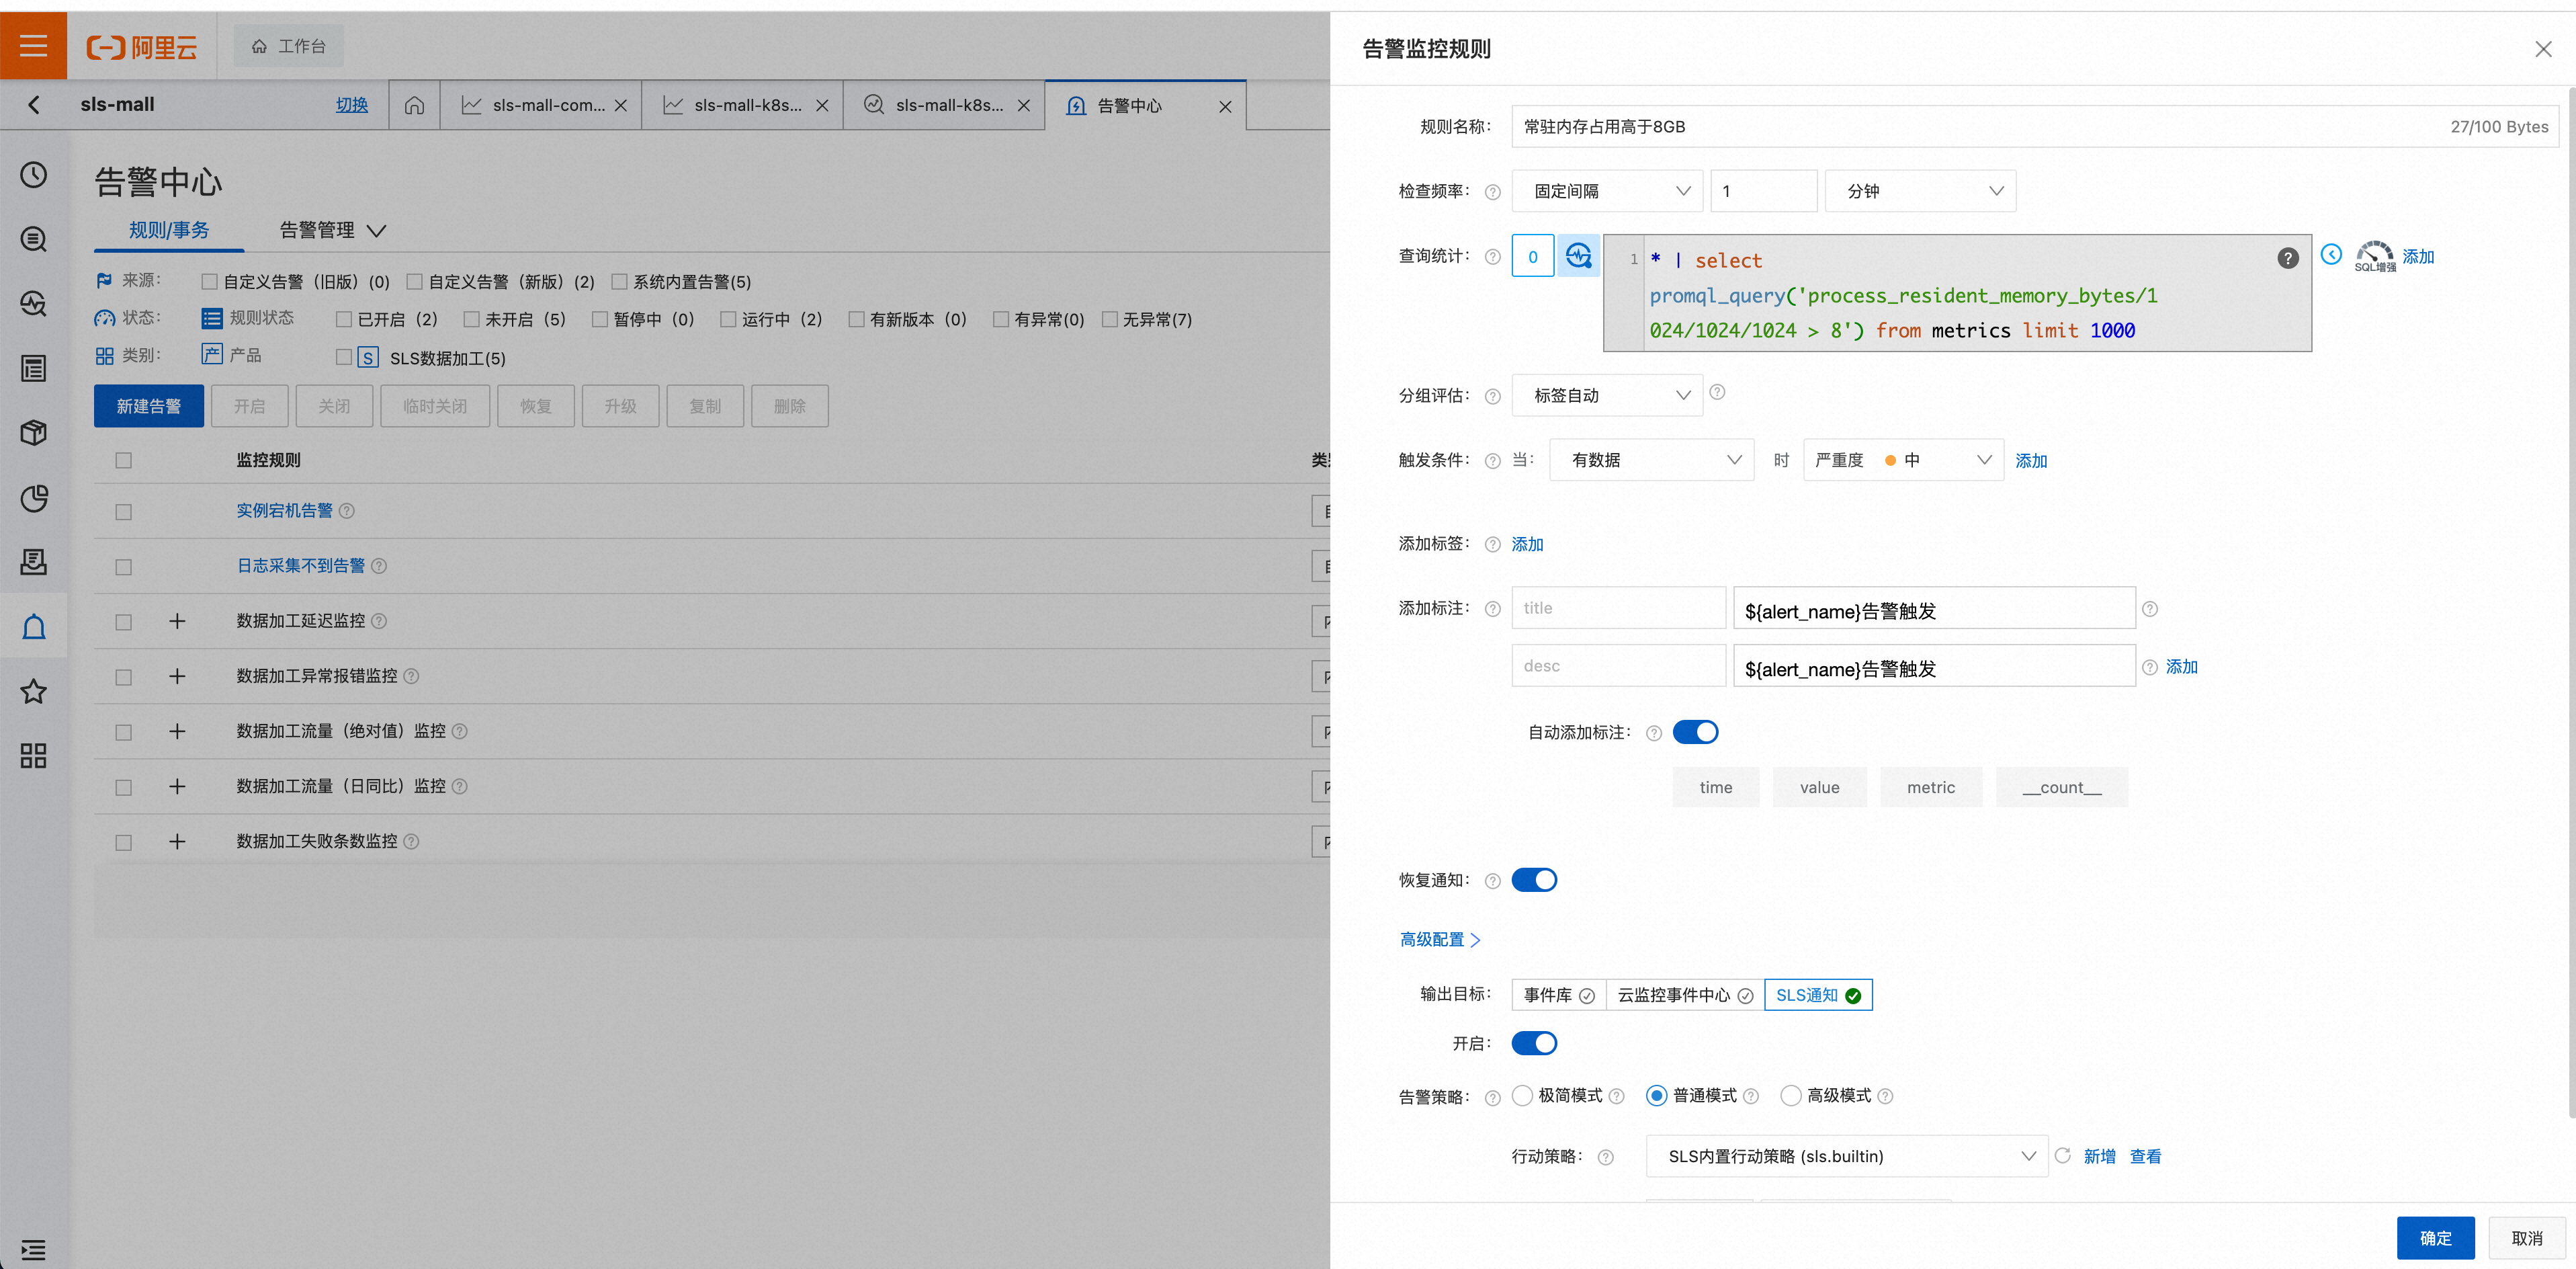 阿里云
工作台
sls-mall
切换
sls-mall-com...
sls-mall-k8s...
sls-mall-k8s...
告警中心
告警中心
规则/事务
告警管理
来源:
自定义告警（旧版）(0)
自定义告警（新版）(2)
系统内置告警(5)
状态:
规则状态
已开启（2）
未开启（5）
暂停中（0）
运行中（2）
有新版本（0）
有异常(0)
无异常(7)
类别:
产 产品
S SLS数据加工(5)
新建告警
开启
关闭
临时关闭
恢复
升级
复制
删除
监控规则
实例宕机告警
日志采集不到告警
数据加工延迟监控
数据加工异常报错监控
数据加工流量（绝对值）监控
数据加工流量（日同比）监控
数据加工失败条数监控
告警监控规则
规则名称:
常驻内存占用高于8GB
27/100 Bytes
检查频率:
固定间隔
1
分钟
查询统计:
0
1
* | select
promql_query('process_resident_memory_bytes/1
024/1024/1024 > 8') from metrics limit 1000
SQL增强
添加
分组评估:
标签自动
触发条件:
当:
有数据
时
严重度
中
添加
添加标签:
添加
添加标注:
title
${alert_name}告警触发
desc
${alert_name}告警触发
添加
自动添加标注:
time
value
metric
__count__
恢复通知:
高级配置
输出目标:
事件库
云监控事件中心
SLS通知
开启:
告警策略:
极简模式
普通模式
高级模式
行动策略:
SLS内置行动策略 (sls.builtin)
新增
查看
确定
取消